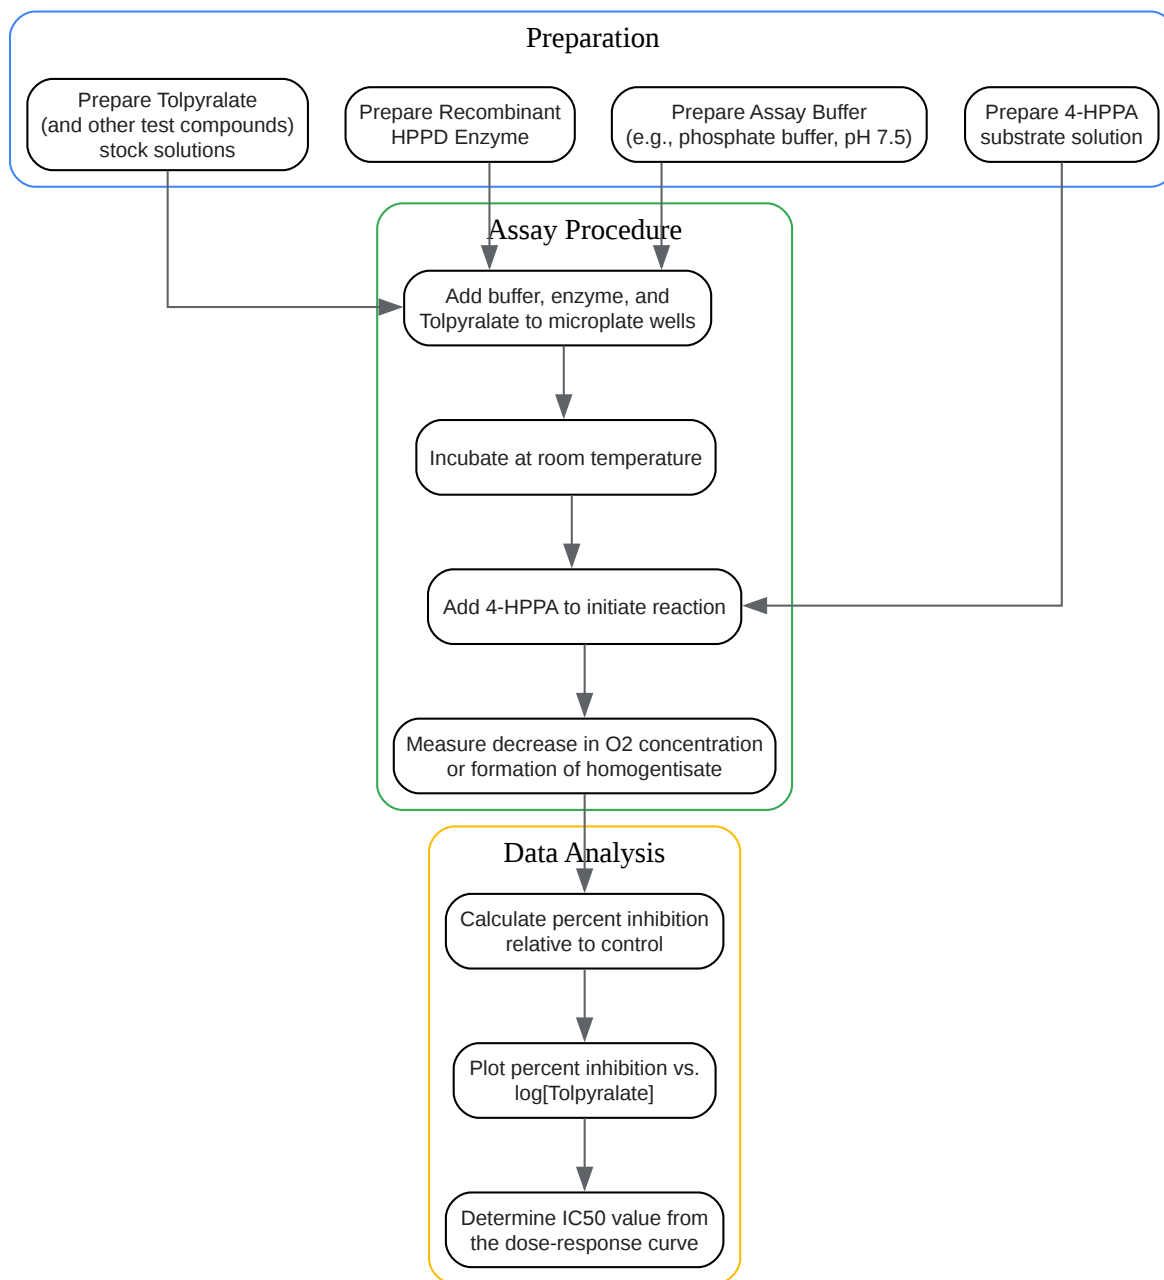 Preparation
Prepare Tolpyralate
(and other test compounds)
stock solutions
Prepare Recombinant
HPPD Enzyme
Prepare Assay Buffer
(e.g., phosphate buffer, pH 7.5)
Prepare 4-HPPA
substrate solution
Assay Procedure
Add buffer, enzyme, and
Tolpyralate to microplate wells
Incubate at room temperature
Add 4-HPPA to initiate reaction
Measure decrease in O2 concentration
or formation of homogentisate
Data Analysis
Calculate percent inhibition
relative to control
Plot percent inhibition vs.
log[Tolpyralate]
Determine IC50 value from
the dose-response curve